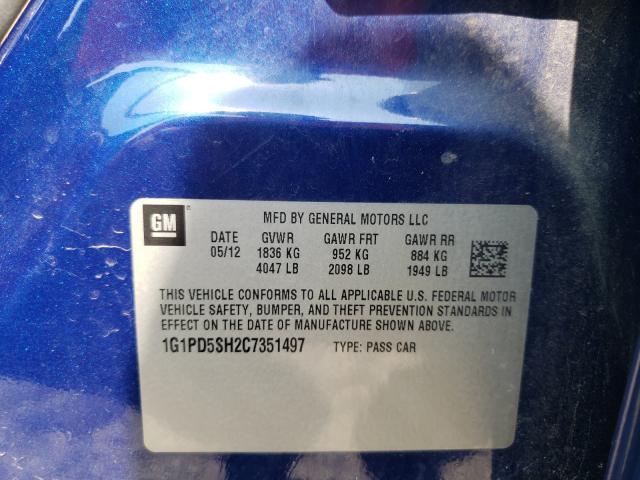 GM
MFD BY GENERAL MOTORS LLC
DATE GVWR GAWR FRT GAWR RR
05/12 1836 KG 952 KG 884 KG
4047 LB 2098 LB 1949 LB
THIS VEHICLE CONFORMS TO ALL APPLICABLE U.S. FEDERAL MOTOR
VEHICLE SAFETY, BUMPER, AND THEFT PREVENTION STANDARDS IN
EFFECT ON THE DATE OF MANUFACTURE SHOWN ABOVE.
1G1PD5SH2C7351497 TYPE: PASS CAR